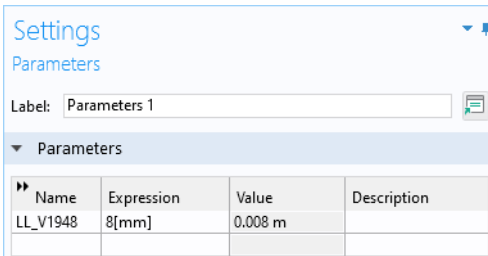 Settings
Parameters
Label: Parameters 1
Parameters
Name Expression Value Description
LL_V1948 8[mm] 0.008 m